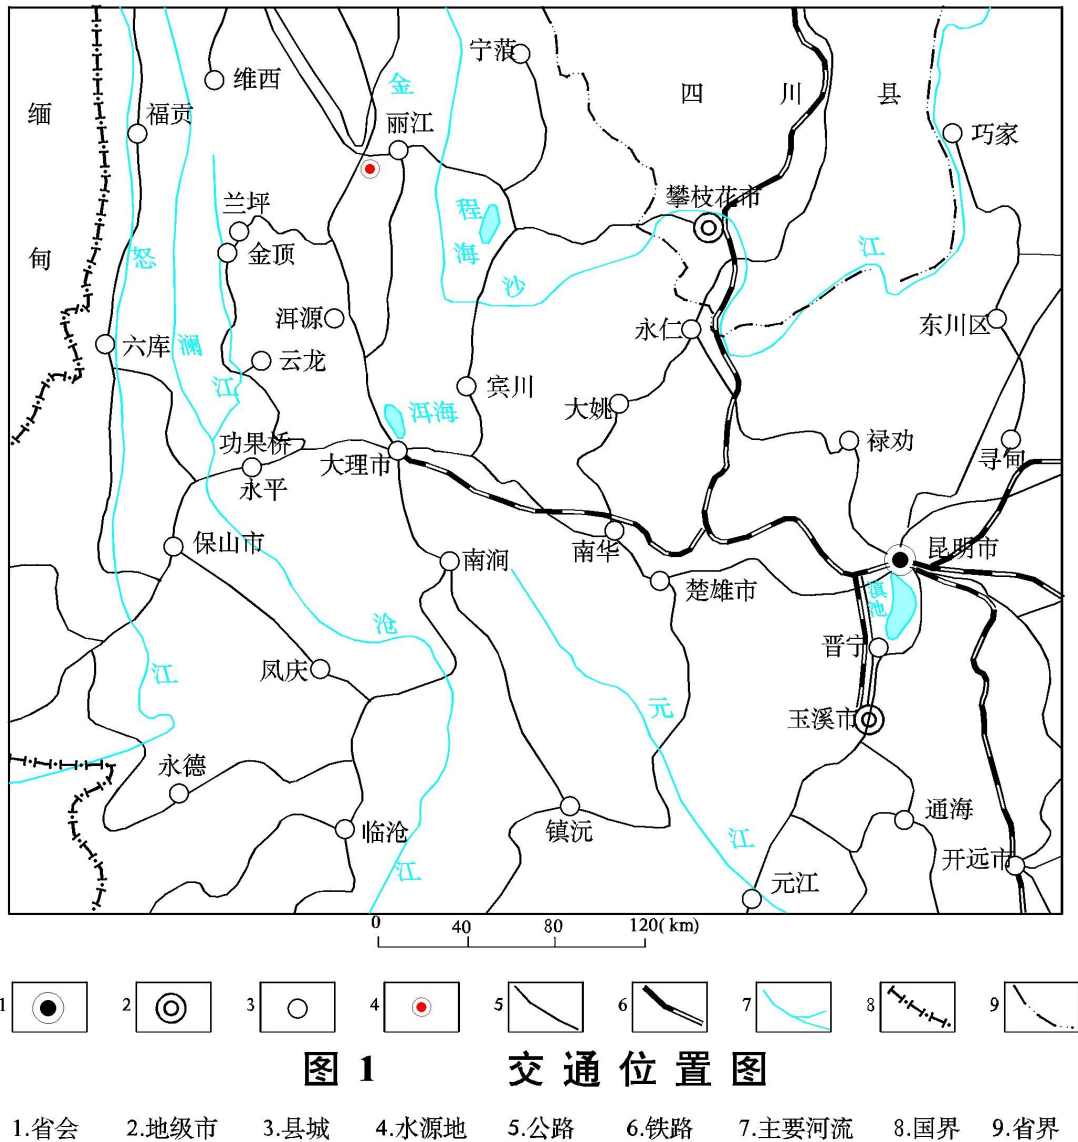 宁蒗
维西
金
四川县
缅
福贡
丽江
巧家
兰坪
程
攀枝花市
甸
怒
金顶
海
江
沙
洱源
永仁
东川区
六库
澜
云龙
江
宾川
大姚
洱海
功果桥
大理市
禄劝
寻甸
永平
保山市
南涧
南华
昆明市
楚雄市
滇
池
沧
晋宁
凤庆
江
元
玉溪市
永德
临沧
镇沅
江
通海
江
元江
开远市
0 40 80 120( km)
1 2 3 4 5 6 7 8 9
图 1 交通位置图
1.省会 2.地级市 3.县城 4.水源地 5.公路 6.铁路 7.主要河流 8.国界 9.省界